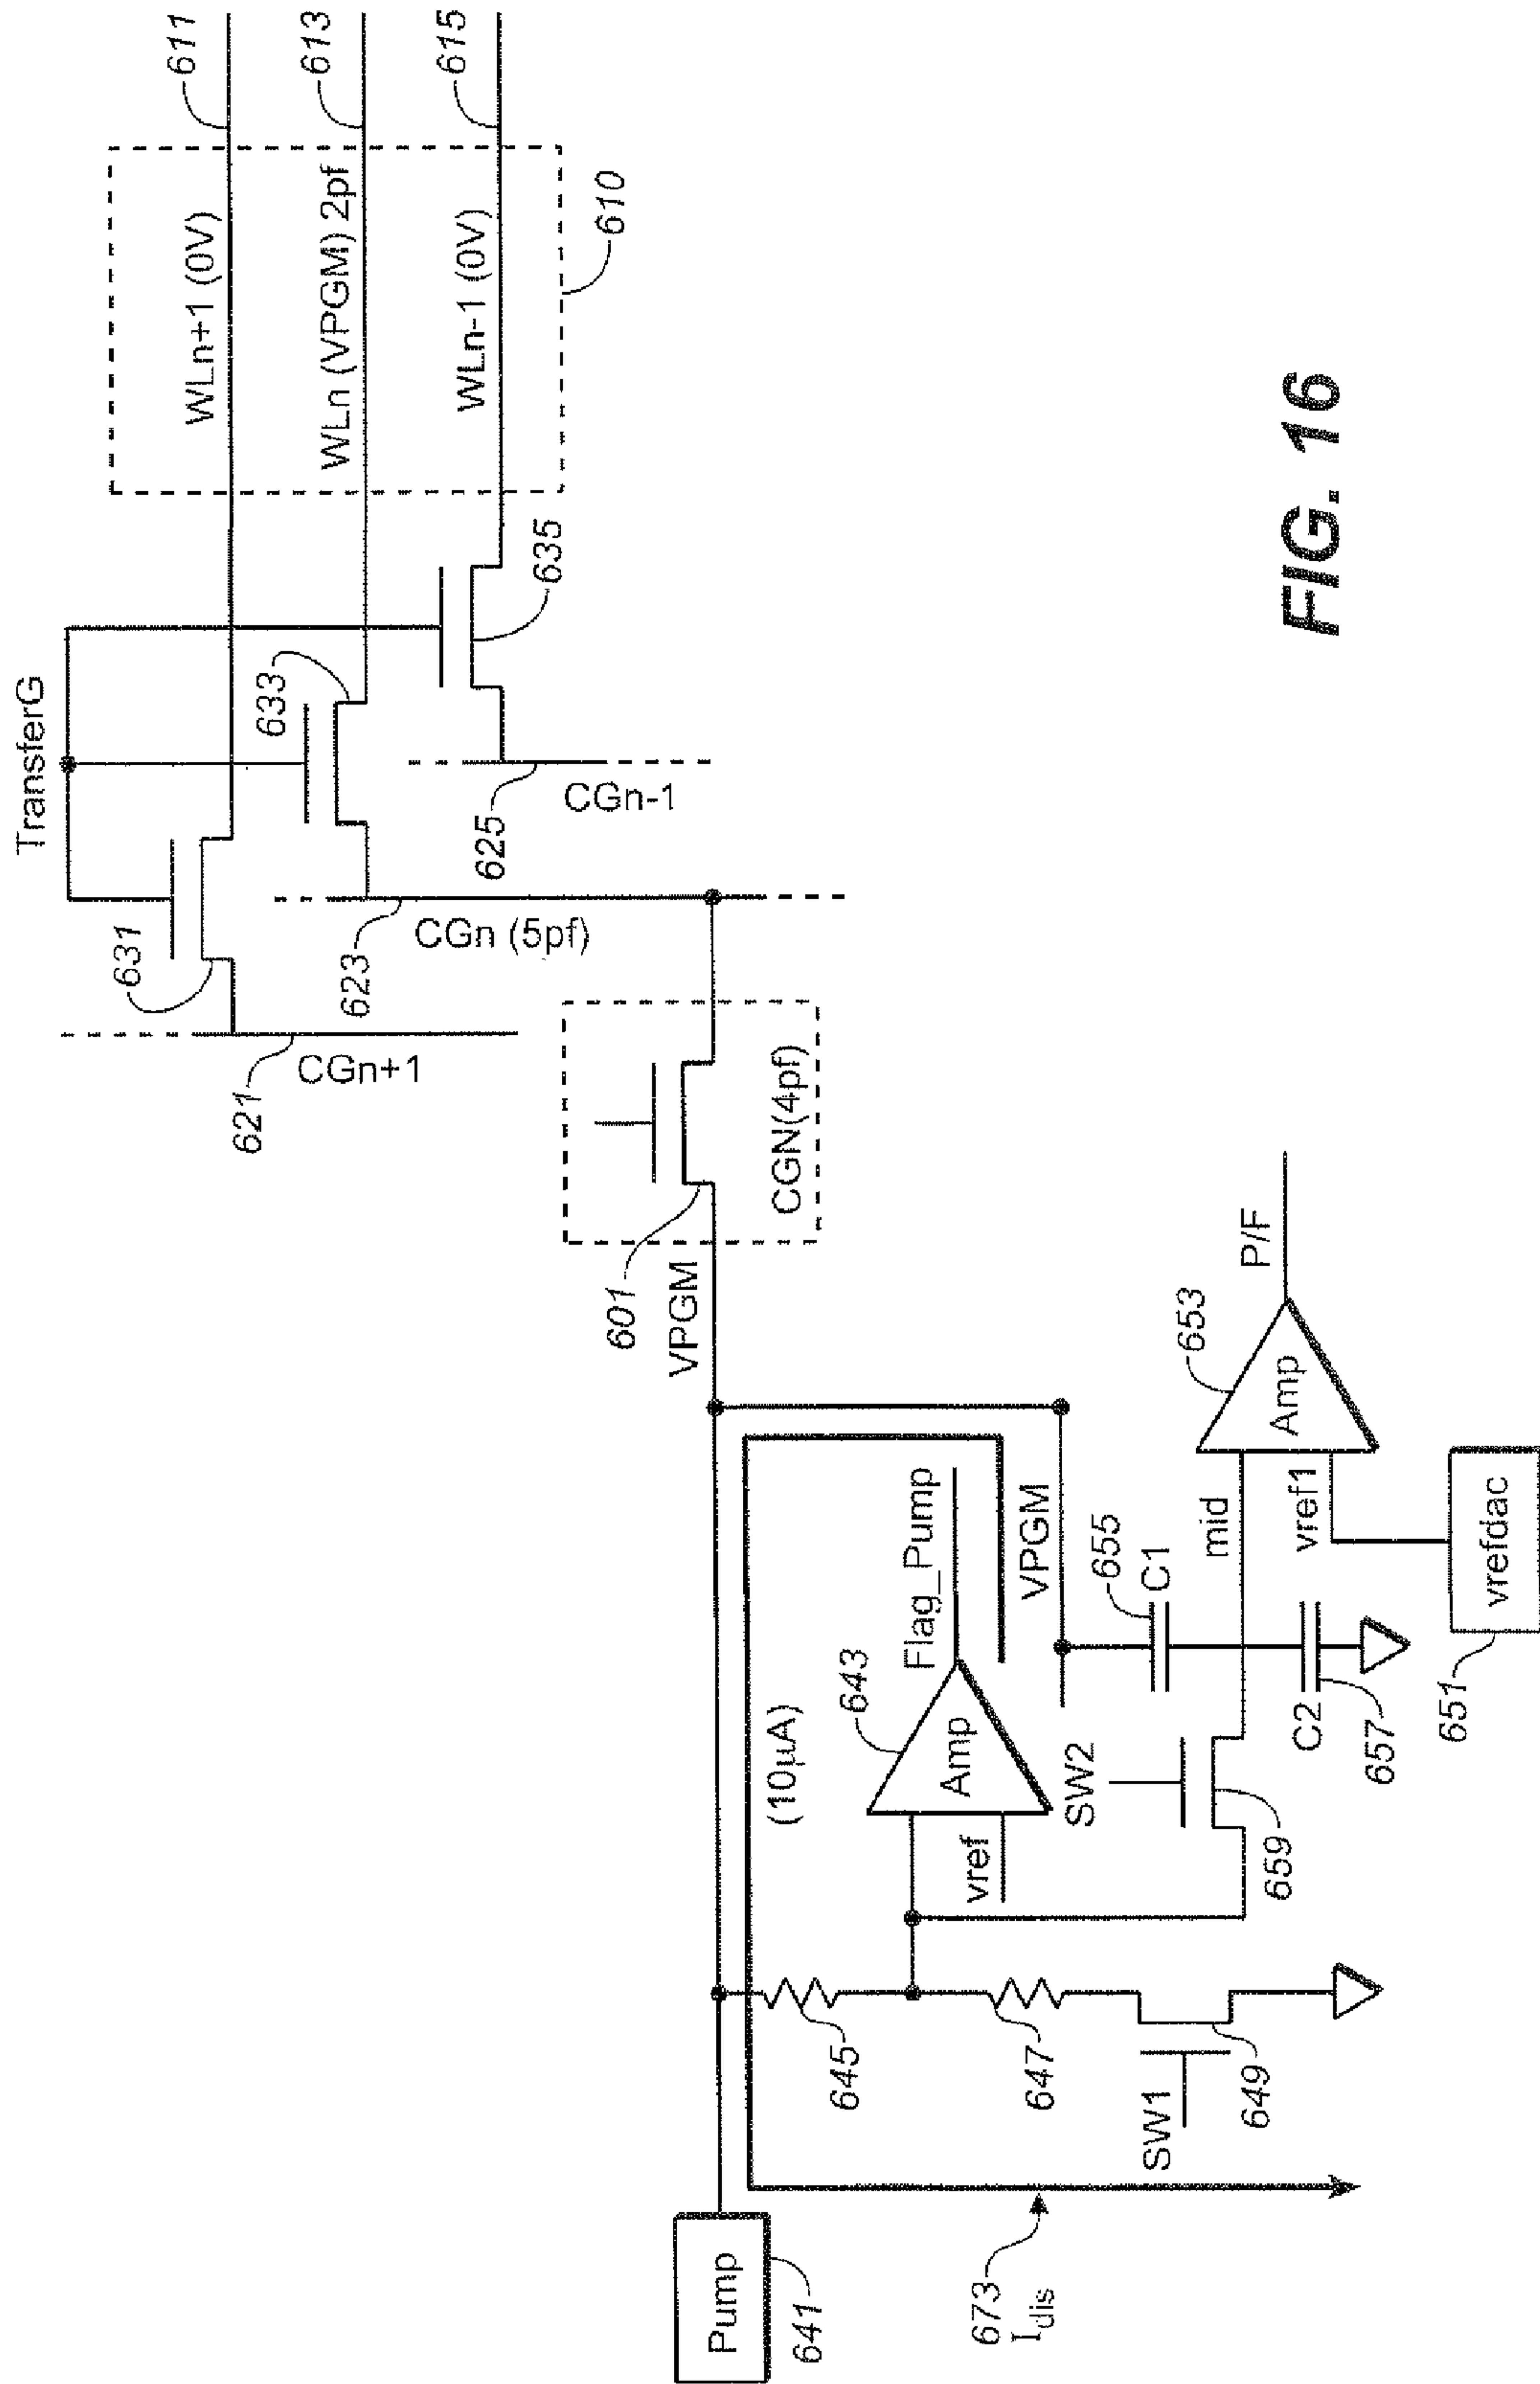 TransferG
WLn+1 (0V)
611
WLn (VPGM) 2pf
613
WLn-1 (0V)
615
610
631
633
635
621
CGn+1
623
CGn (5pf)
625
CGn-1
601
CGN(4pf)
VPGM
Pump
641
(10µA)
673
I_dis
645
647
SW1
649
Amp
643
vref
Flag_Pump
VPGM
SW2
659
655
C1
C2
657
mid
vref1
Amp
653
P/F
vrefdac
651
FIG. 16